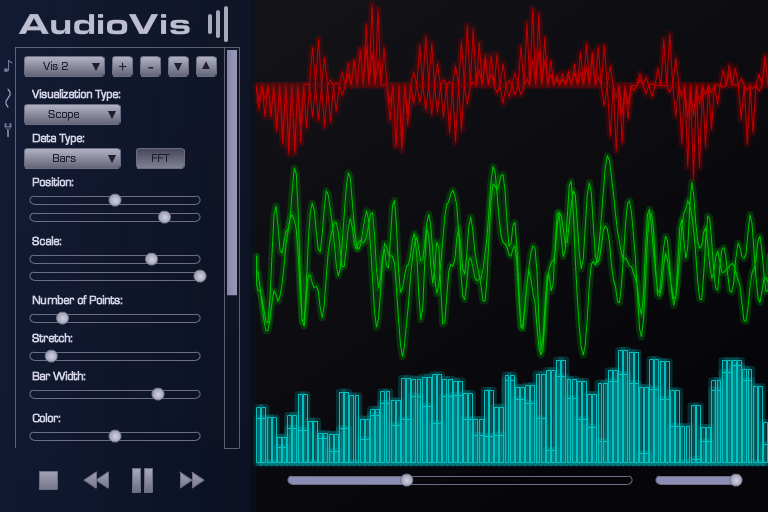 AudioVis
Vis 2 + -
Visualization Type:
Scope
Data Type:
Bars FFT
Position:
Scale:
Number of Points:
Stretch:
Bar Width:
Color: